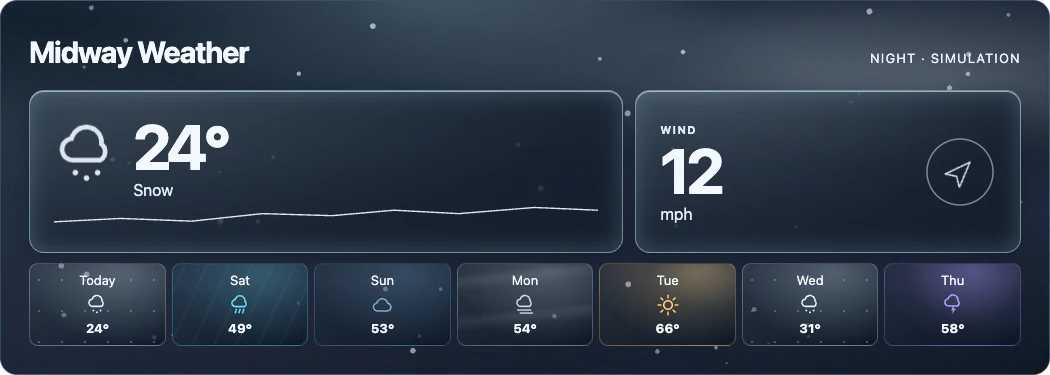 Midway Weather
NIGHT · SIMULATION
24°
Snow
WIND
12
mph
Today
24°
Sat
49°
Sun
53°
Mon
54°
Tue
66°
Wed
31°
Thu
58°